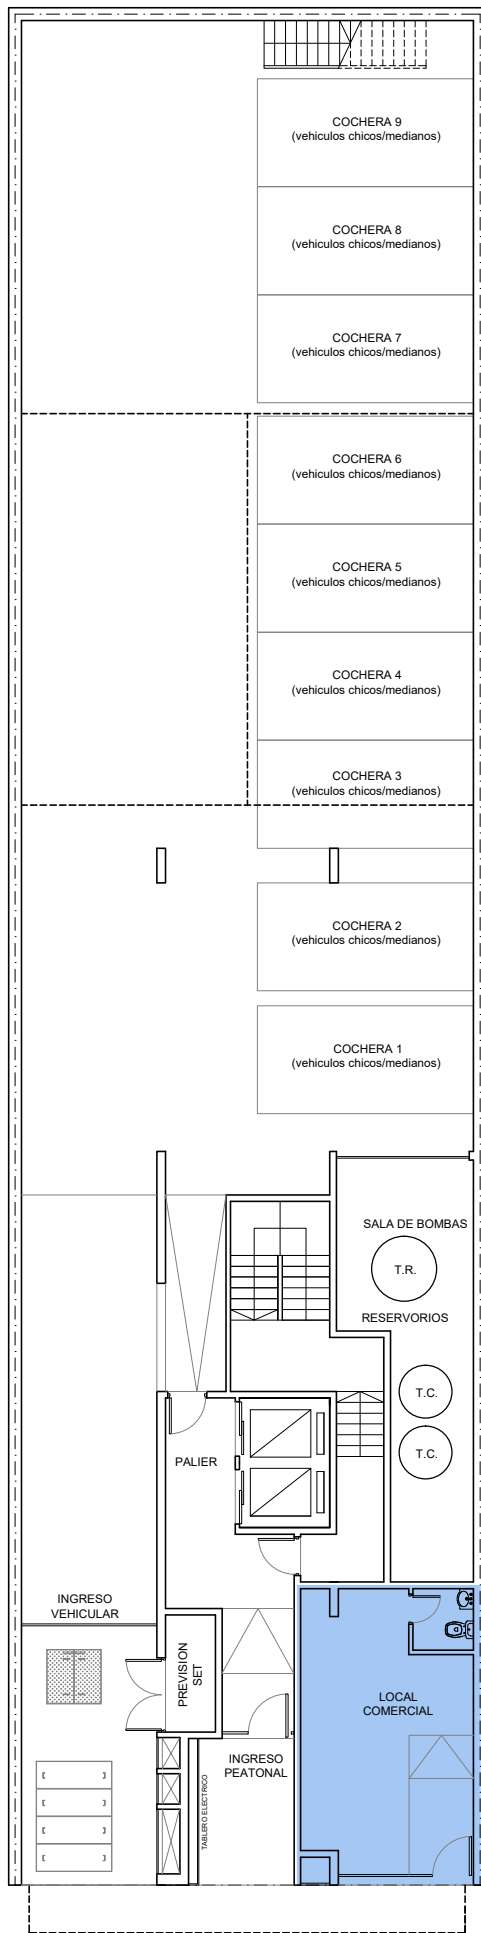 COCHERA 9
(vehiculos chicos/medianos)
COCHERA 8
(vehiculos chicos/medianos)
COCHERA 7
(vehiculos chicos/medianos)
COCHERA 6
(vehiculos chicos/medianos)
COCHERA 5
(vehiculos chicos/medianos)
COCHERA 4
(vehiculos chicos/medianos)
COCHERA 3
(vehiculos chicos/medianos)
COCHERA 2
(vehiculos chicos/medianos)
COCHERA 1
(vehiculos chicos/medianos)
SALA DE BOMBAS
T.R.
RESERVORIOS
T.C.
T.C.
PALIER
INGRESO
VEHICULAR
PREVISION
SET
LOCAL
COMERCIAL
INGRESO
PEATONAL
TABLERO ELECTRICO